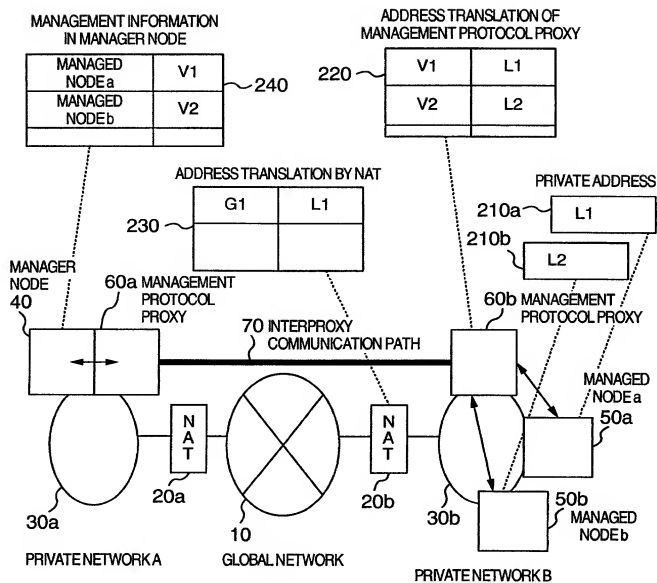 MANAGEMENT INFORMATION
IN MANAGER NODE
MANAGED
NODE a
V1
MANAGED
NODE b
V2
240
ADDRESS TRANSLATION OF
MANAGEMENT PROTOCOL PROXY
220
V1
L1
V2
L2
ADDRESS TRANSLATION BY NAT
230
G1
L1
PRIVATE ADDRESS
210a
L1
210b
L2
MANAGER
NODE
40
60a
MANAGEMENT
PROTOCOL
PROXY
70 INTERPROXY
COMMUNICATION PATH
60b
MANAGEMENT
PROTOCOL PROXY
MANAGED
NODE a
50a
NAT
20a
NAT
20b
30a
10
30b
50b
MANAGED
NODE b
PRIVATE NETWORK A
GLOBAL NETWORK
PRIVATE NETWORK B